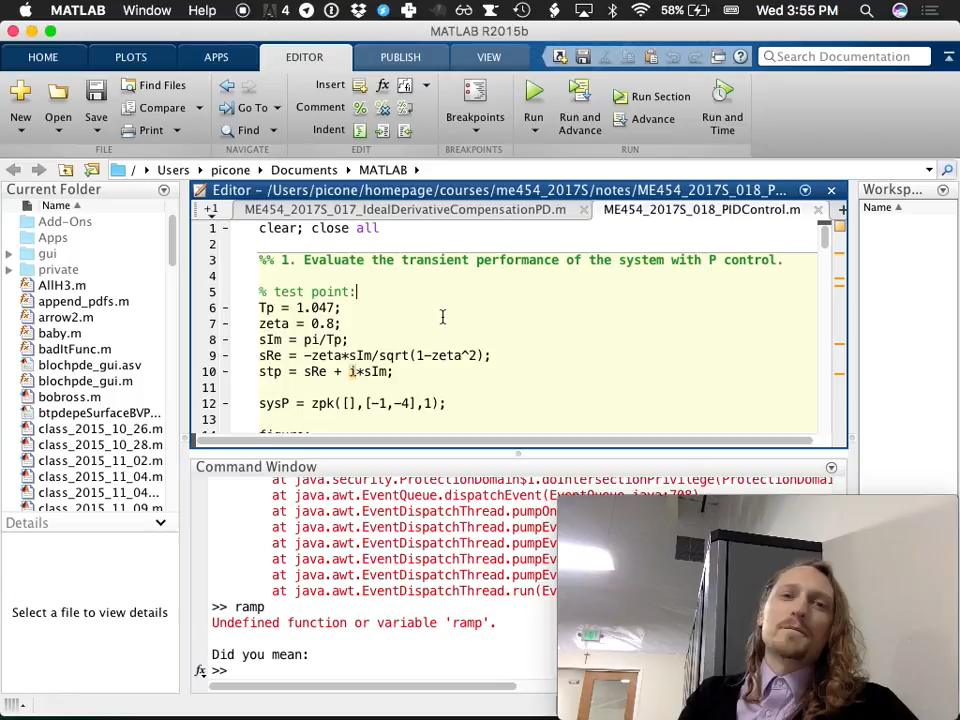 MATLAB Window Help 4 58% Wed 3:55 PM
MATLAB R2015b
HOME PLOTS APPS EDITOR PUBLISH VIEW Search Documentation
New Open Save Find Files Compare Print
Go To Find
Insert Comment Indent
Breakpoints Run Run and Advance Run Section Advance Run and Time
FILE NAVIGATE EDIT BREAKPOINTS RUN
/ Users picone Documents MATLAB
Current Folder
Name
Add-Ons
Apps
gui
private
AllH3.m
append_pdfs.m
arrow2.m
baby.m
badItFunc.m
blochpde_gui.asv
blochpde_gui.m
bobross.m
btpdepeSurfaceBVP...
class_2015_10_26.m
class_2015_10_28.m
class_2015_11_02.m
class_2015_11_04.m
class_2015_11_04...
class_2015_11_09.m
Details
Select a file to view details
Editor - /Users/picone/homepage/courses/me454_2017S/notes/ME454_2017S_018_P...
+1 ME454_2017S_017_IdealDerivativeCompensationPD.m ME454_2017S_018_PIDControl.m
1 clear; close all
2
3 %% 1. Evaluate the transient performance of the system with P control.
4
5 % test point:
6 Tp = 1.047;
7 zeta = 0.8;
8 sIm = pi/Tp;
9 sRe = -zeta*sIm/sqrt(1-zeta^2);
10 stp = sRe + i*sIm;
11
12 sysP = zpk([],[-1,-4],1);
13
Command Window
at java.security.ProtectionDomain$1.doIntersectionPrivilege(ProtectionDomai
at java.awt.EventQueue.dispatchEvent(EventQueue.java:708)
at java.awt.EventDispatchThread.pumpOn
at java.awt.EventDispatchThread.pumpEv
at java.awt.EventDispatchThread.pumpEv
at java.awt.EventDispatchThread.pumpEv
at java.awt.EventDispatchThread.pumpEv
at java.awt.EventDispatchThread.run(Ev
>> ramp
Undefined function or variable 'ramp'.
Did you mean:
fx >>
Worksp...
Name